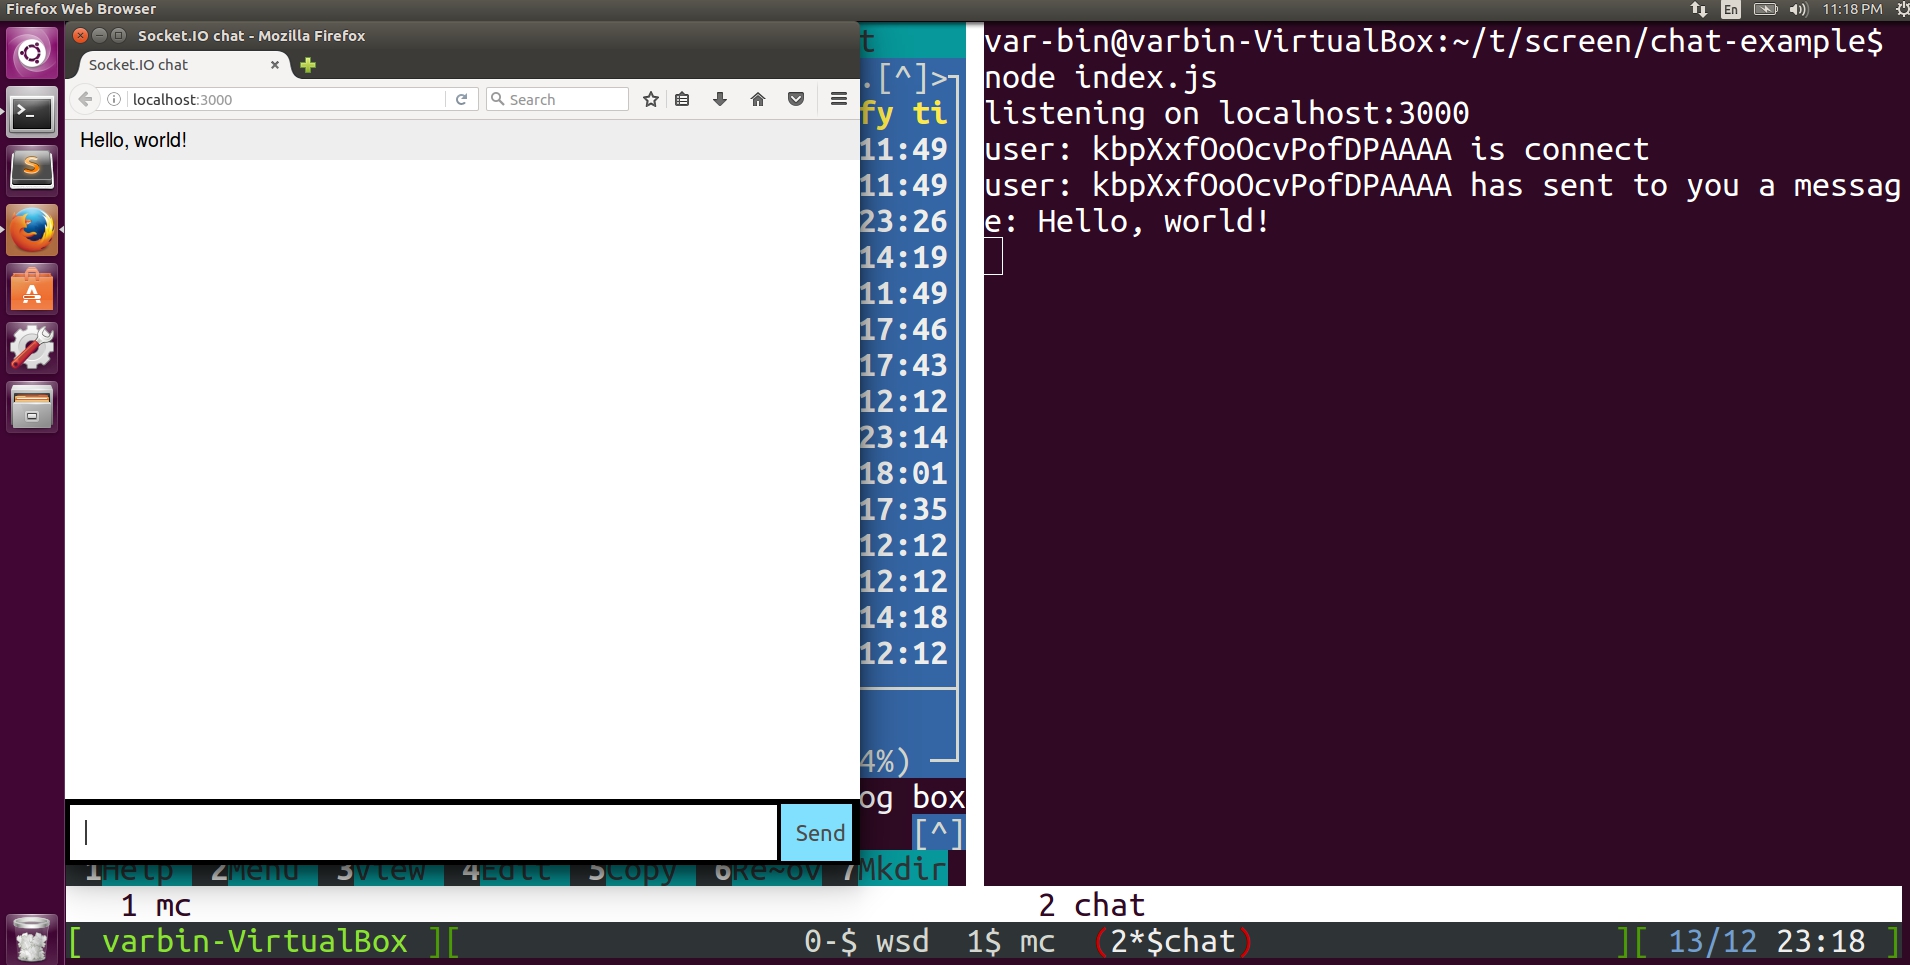 Firefox Web Browser
En
11:18 PM
Socket.IO chat - Mozilla Firefox
Socket.IO chat
localhost:3000
Search
Hello, world!
Send
t
.[^]>
fy ti
11:49
11:49
23:26
14:19
11:49
17:46
17:43
12:12
23:14
18:01
17:35
12:12
12:12
14:18
12:12
4%)
og box
[^]
1Help 2Menu 3View 4Edit 5Copy 6Re~ov 7Mkdir
var-bin@varbin-VirtualBox:~/t/screen/chat-example$
node index.js
listening on localhost:3000
user: kbpXxfOoOcvPofDPAAAA is connect
user: kbpXxfOoOcvPofDPAAAA has sent to you a messag
e: Hello, world!
1 mc
2 chat
[ varbin-VirtualBox ][ 0-$ wsd 1$ mc (2*$chat) ][ 13/12 23:18 ]